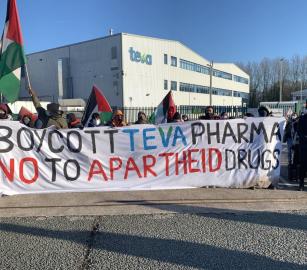 teva
BOYCOTT TEVA PHARMA
NO TO APARTHEID DRUGS